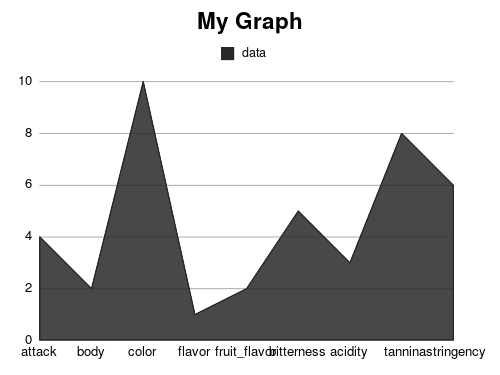 My Graph
data
10
8
6
4
2
0
attack body color flavor fruit_flavor bitterness acidity tannin astringency